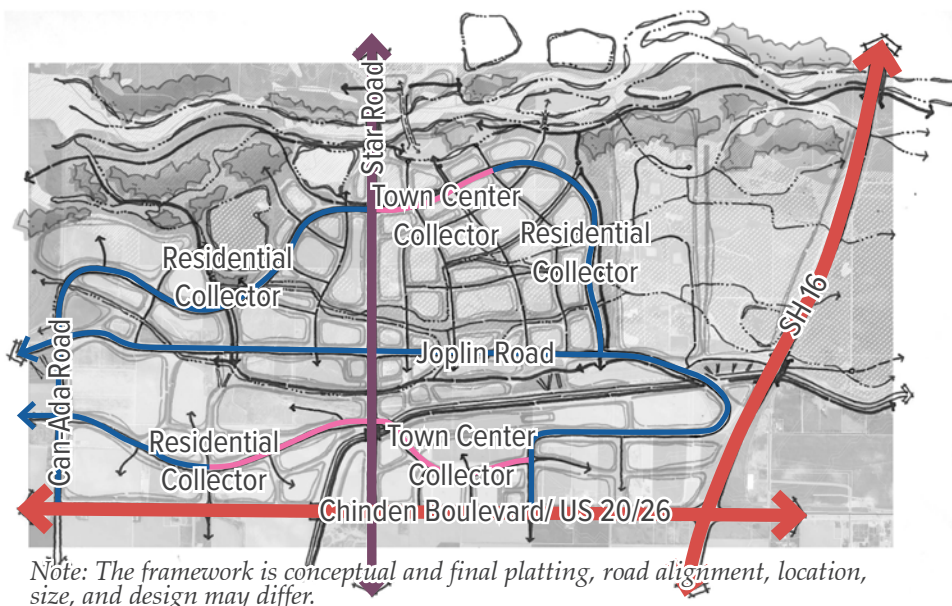 Star Road
Town Center
Collector
Residential
Collector
Residential
Collector
SH 16
Can-Ada Road
Joplin Road
Residential
Collector
Town Center
Collector
Chinden Boulevard/ US 20/26
Note: The framework is conceptual and final platting, road alignment, location,
size, and design may differ.